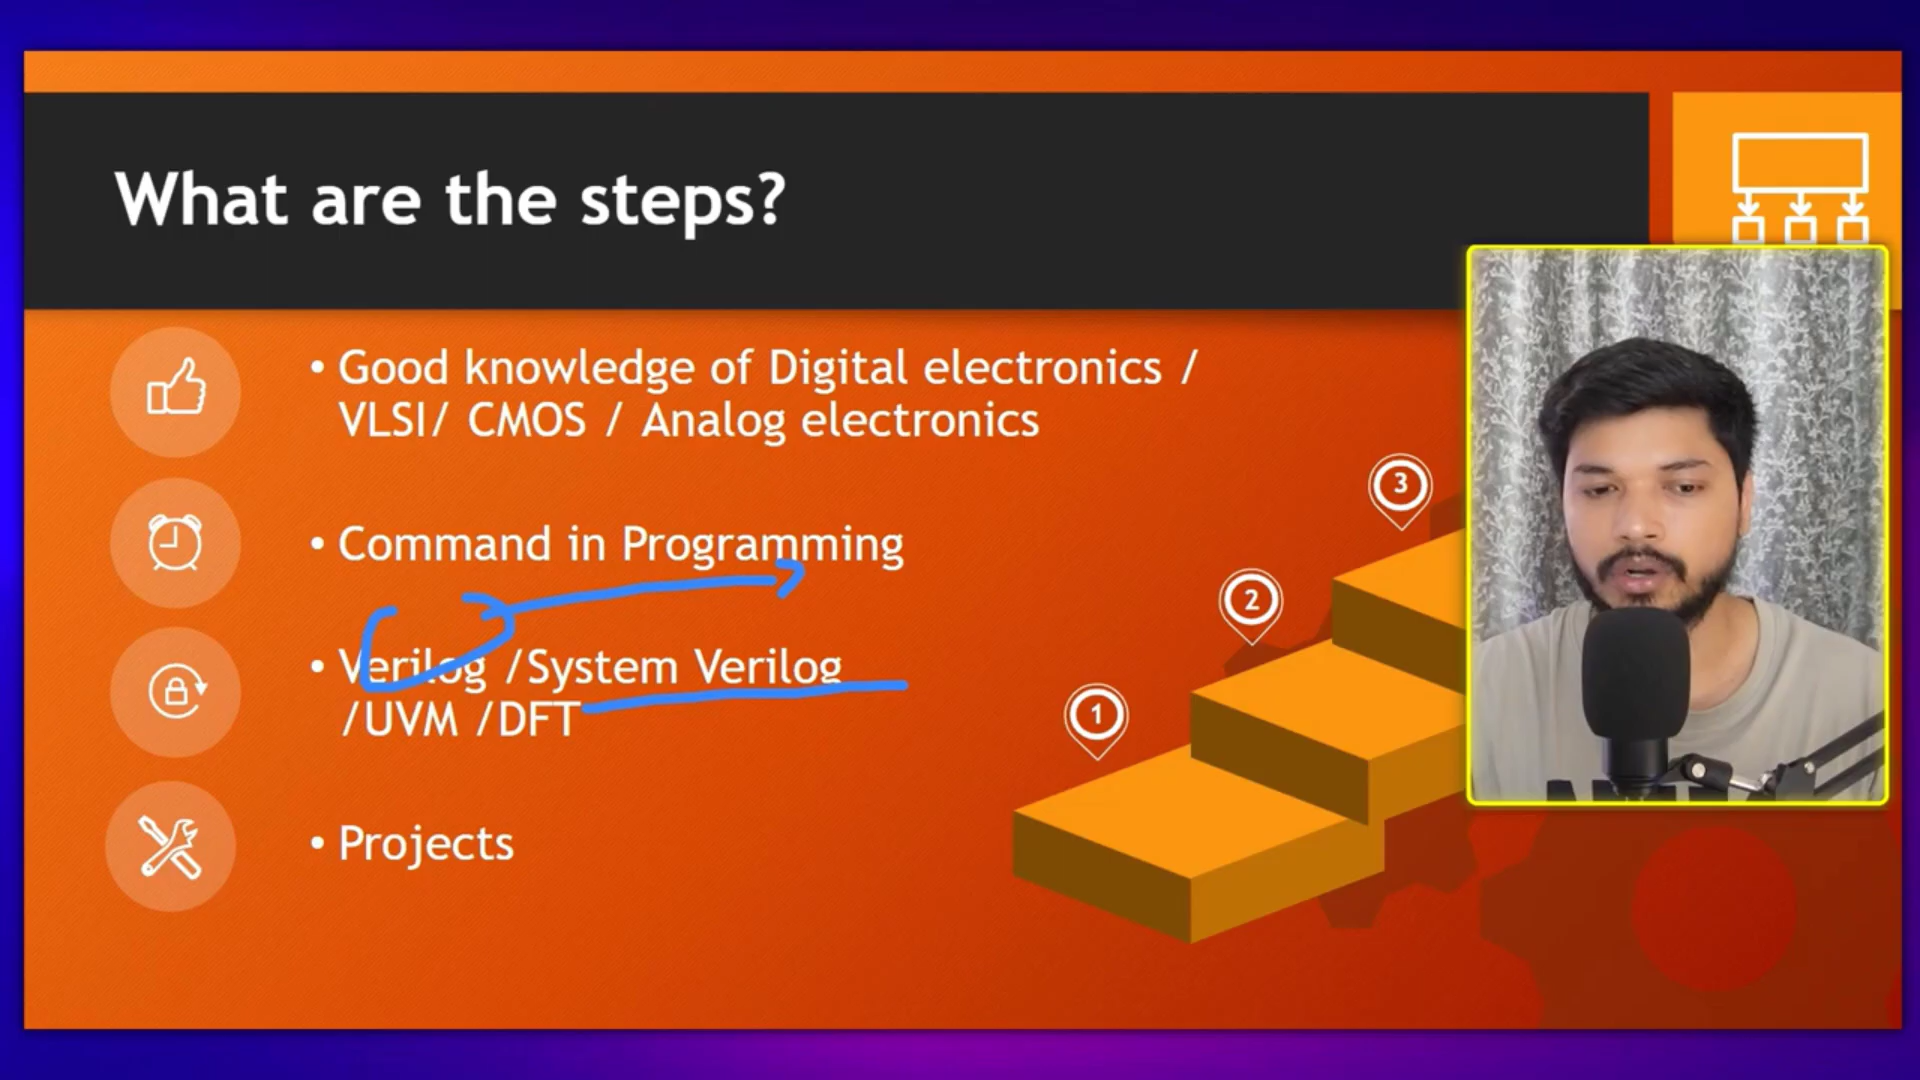 What are the steps?
• Good knowledge of Digital electronics /
VLSI/ CMOS / Analog electronics
• Command in Programming
• Verilog /System Verilog
/UVM /DFT
• Projects
1
2
3